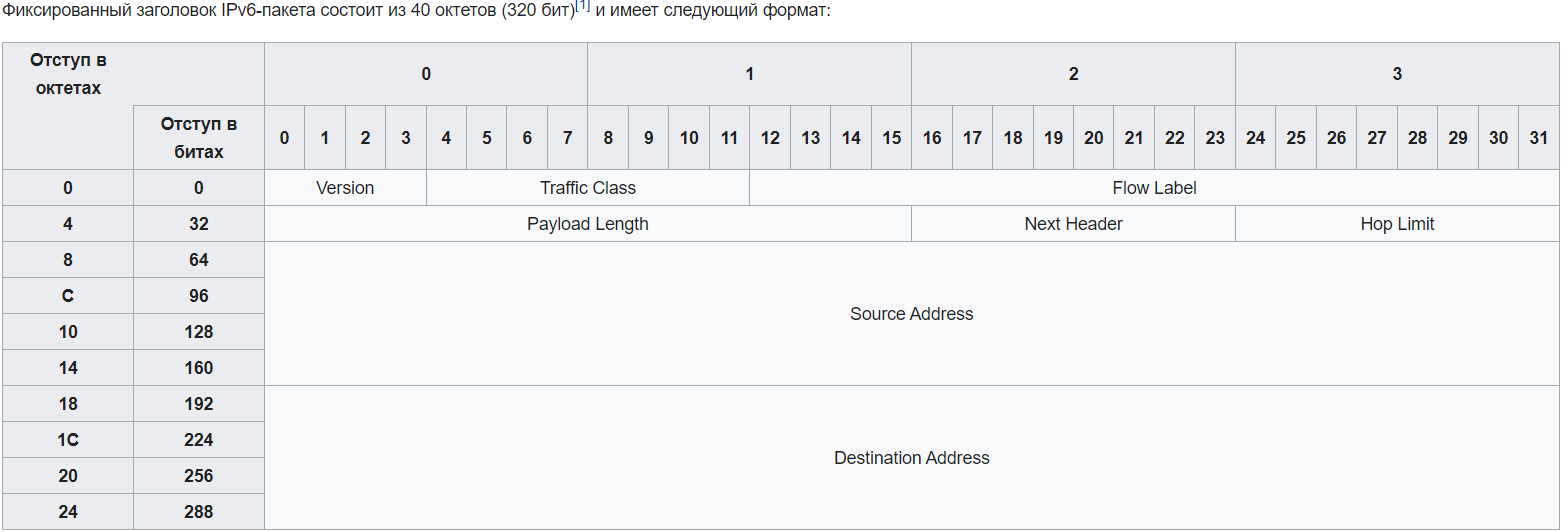 Фиксированный заголовок IPv6-пакета состоит из 40 октетов (320 бит)[1] и имеет следующий формат:
Отступ в октетах 0 1 2 3
Отступ в битах 0 1 2 3 4 5 6 7 8 9 10 11 12 13 14 15 16 17 18 19 20 21 22 23 24 25 26 27 28 29 30 31
0 0 Version Traffic Class Flow Label
4 32 Payload Length Next Header Hop Limit
8 64
C 96
Source Address
10 128
14 160
18 192
1C 224
Destination Address
20 256
24 288